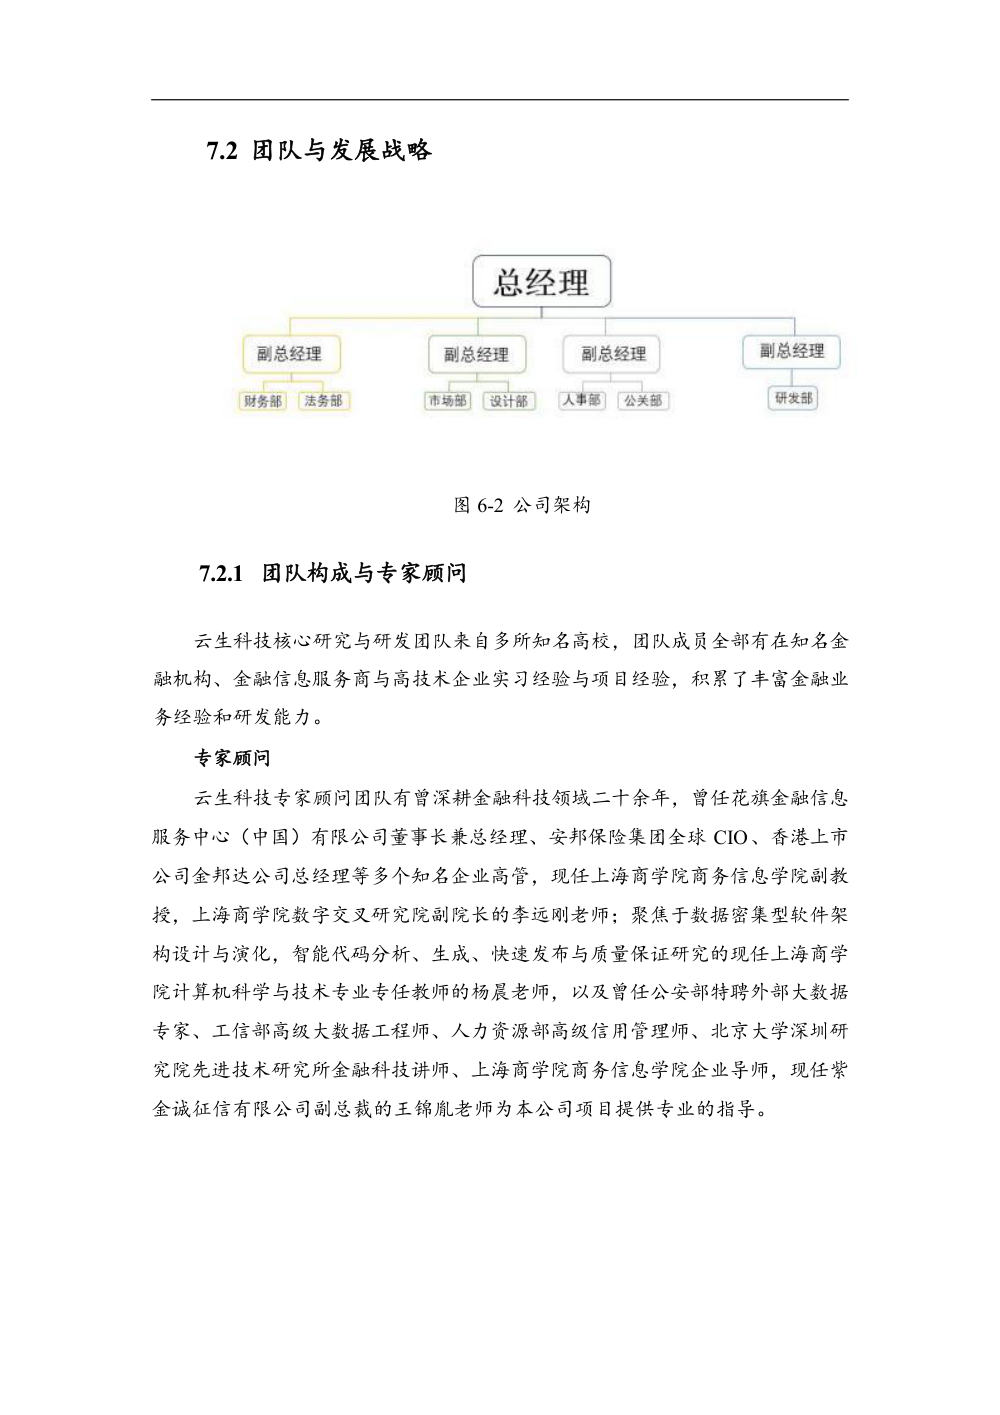 7.2 团队与发展战略
总经理
副总经理 副总经理 副总经理 副总经理
财务部 法务部 市场部 设计部 人事部 公关部 研发部
图 6-2 公司架构
7.2.1 团队构成与专家顾问
云生科技核心研究与研发团队来自多所知名高校，团队成员全部有在知名金
融机构、金融信息服务商与高技术企业实习经验与项目经验，积累了丰富金融业
务经验和研发能力。
专家顾问
云生科技专家顾问团队有曾深耕金融科技领域二十余年，曾任花旗金融信息
服务中心（中国）有限公司董事长兼总经理、安邦保险集团全球 CIO、香港上市
公司金邦达公司总经理等多个知名企业高管，现任上海商学院商务信息学院副教
授，上海商学院数字交叉研究院副院长的李远刚老师；聚焦于数据密集型软件架
构设计与演化，智能代码分析、生成、快速发布与质量保证研究的现任上海商学
院计算机科学与技术专业专任教师的杨晨老师，以及曾任公安部特聘外部大数据
专家、工信部高级大数据工程师、人力资源部高级信用管理师、北京大学深圳研
究院先进技术研究所金融科技讲师、上海商学院商务信息学院企业导师，现任紫
金诚征信有限公司副总裁的王锦胤老师为本公司项目提供专业的指导。